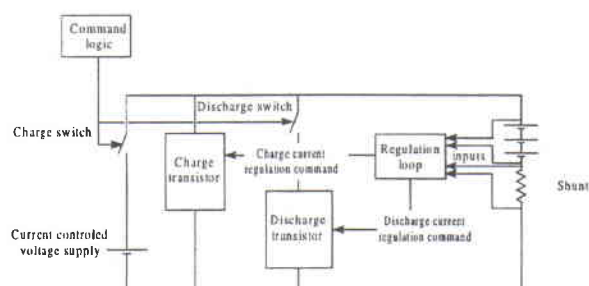 Command
logic
Discharge switch
Charge switch
Charge
transistor
Charge current
regulation command
Regulation
loop
inputs
Shunt
Discharge
transistor
Discharge current
regulation command
Current controled
voltage supply